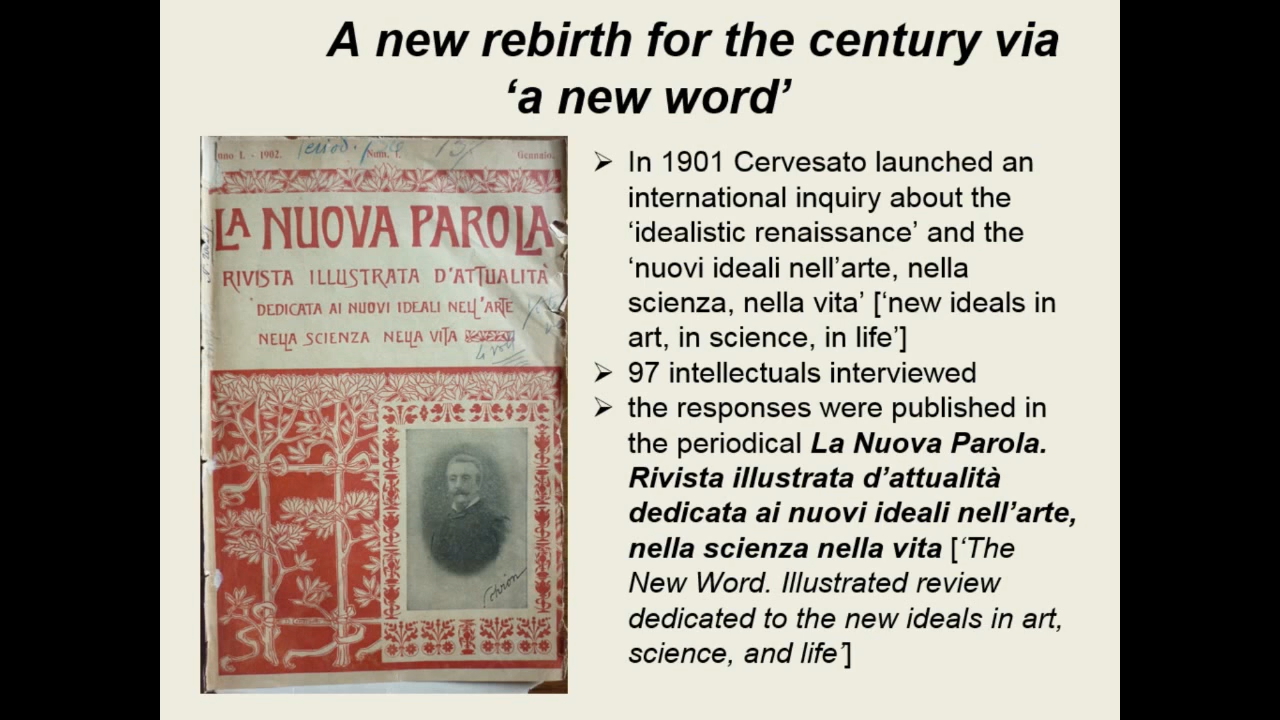 A new rebirth for the century via
‘a new word’
Anno I. - 1902.
Num. 1.
Gennaio.
LA NUOVA PAROLA
RIVISTA ILLUSTRATA D'ATTUALITÀ
DEDICATA AI NUOVI IDEALI NELL'ARTE
NELLA SCIENZA NELLA VITA
➢ In 1901 Cervesato launched an
international inquiry about the
‘idealistic renaissance’ and the
‘nuovi ideali nell’arte, nella
scienza, nella vita’ [‘new ideals in
art, in science, in life’]
➢ 97 intellectuals interviewed
➢ the responses were published in
the periodical La Nuova Parola.
Rivista illustrata d’attualità
dedicata ai nuovi ideali nell’arte,
nella scienza nella vita [‘The
New Word. Illustrated review
dedicated to the new ideals in art,
science, and life’]